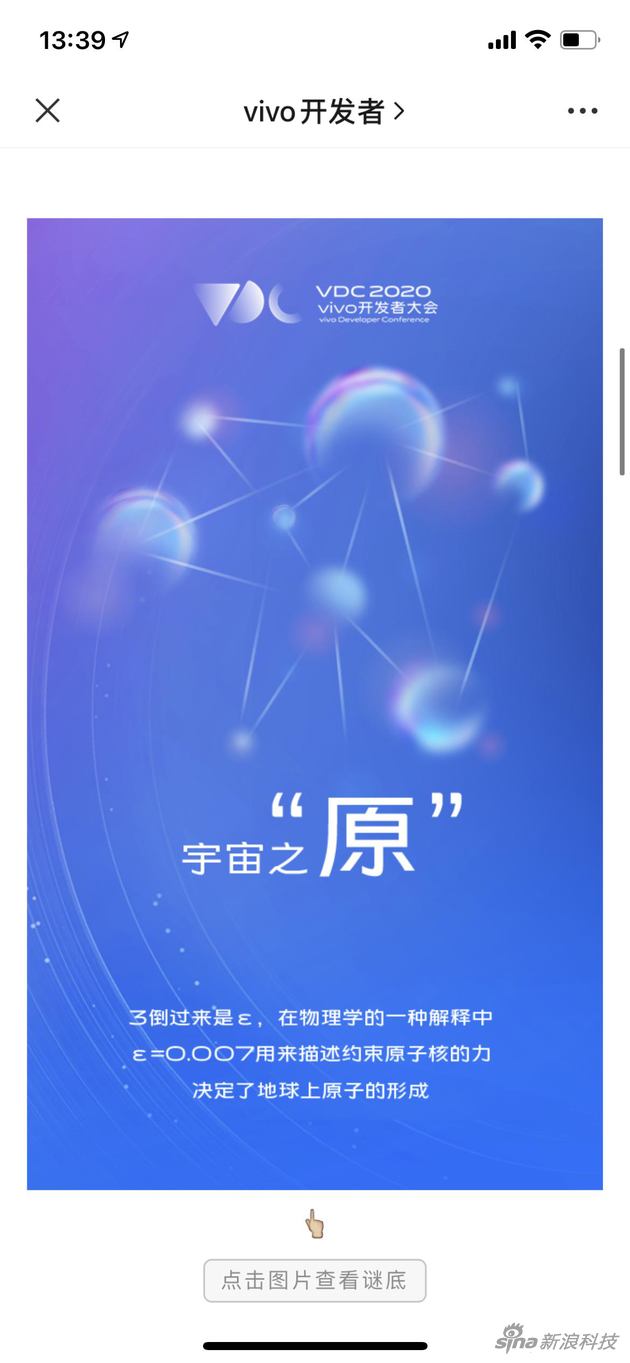 13:39
vivo开发者
VDC 2020
vivo开发者大会
vivo Developer Conference
宇宙之“原”
3倒过来是ε，在物理学的一种解释中
ε=0.007用来描述约束原子核的力
决定了地球上原子的形成
点击图片查看谜底
sina新浪科技